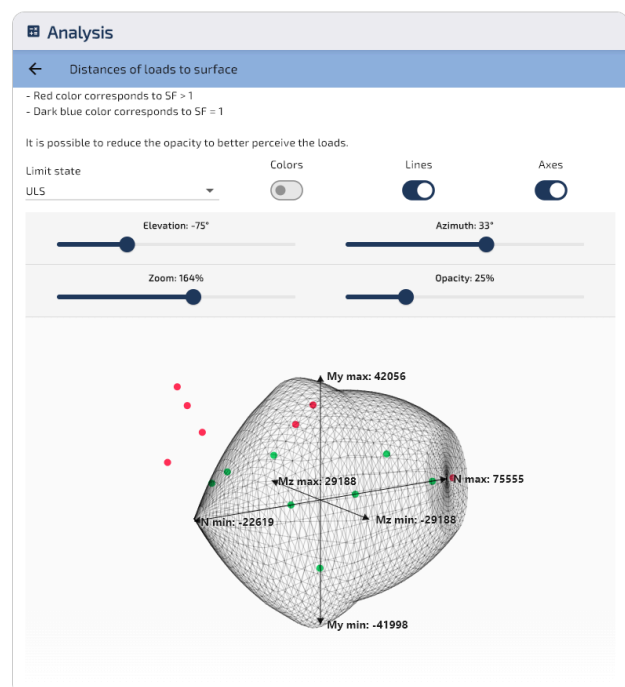 Analysis
Distances of loads to surface
- Red color corresponds to SF > 1
- Dark blue color corresponds to SF = 1
It is possible to reduce the opacity to better perceive the loads.
Limit state
ULS
Colors
Lines
Axes
Elevation: -75°
Azimuth: 33°
Zoom: 164%
Opacity: 25%
My max: 42056
Mz max: 29188
N max: 75555
N min: -22619
Mz min: -29188
My min: -41998